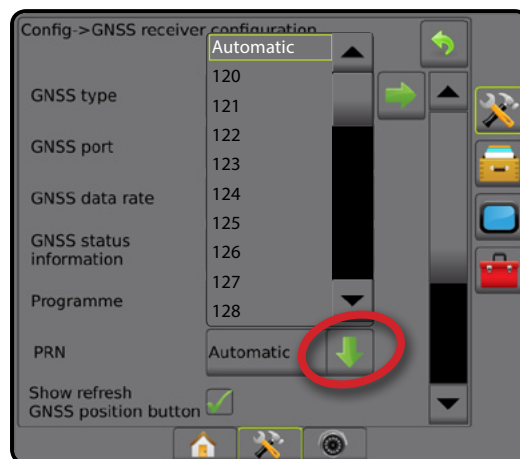 Config->GNSS receiver configuration
Automatic
120
121
122
123
124
125
126
127
128
GNSS type
GNSS port
GNSS data rate
GNSS status
information
Programme
PRN
Automatic
Show refresh
GNSS position button